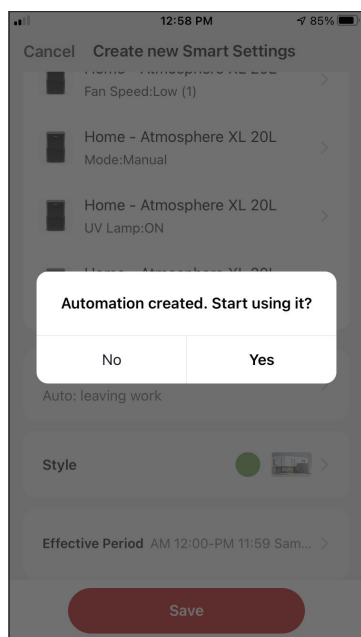 12:58 PM
85%
Cancel Create new Smart Settings
Fan Speed:Low (1)
Home - Atmosphere XL 20L
Mode:Manual
Home - Atmosphere XL 20L
UV Lamp:ON
Automation created. Start using it?
No Yes
Auto: leaving work
Style
Effective Period AM 12:00-PM 11:59 Sam...
Save